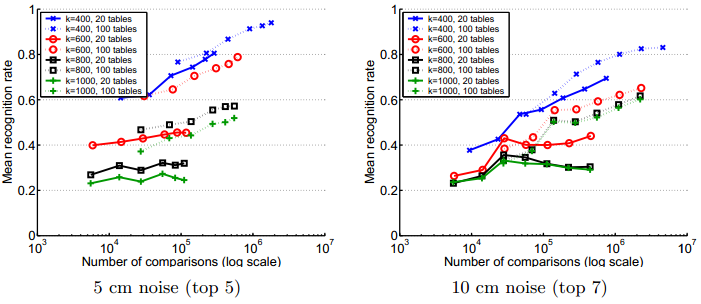 Mean recognition rate
1
0.8
0.6
0.4
0.2
0
k=400, 20 tables
k=400, 100 tables
k=600, 20 tables
k=600, 100 tables
k=800, 20 tables
k=800, 100 tables
k=1000, 20 tables
k=1000, 100 tables
10^3 10^4 10^5 10^6 10^7
Number of comparisons (log scale)
5 cm noise (top 5)
Mean recognition rate
1
0.8
0.6
0.4
0.2
0
k=400, 20 tables
k=400, 100 tables
k=600, 20 tables
k=600, 100 tables
k=800, 20 tables
k=800, 100 tables
k=1000, 20 tables
k=1000, 100 tables
10^3 10^4 10^5 10^6 10^7
Number of comparisons (log scale)
10 cm noise (top 7)